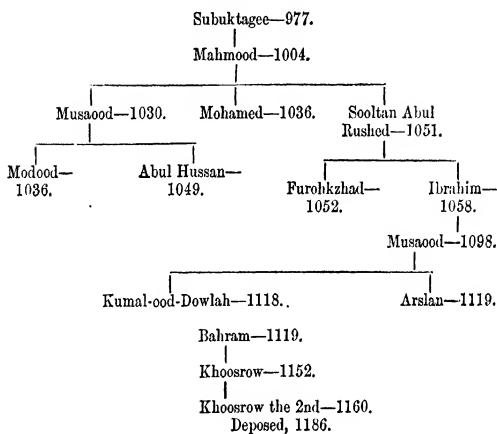 Subuktagee—977.
Mahmood—1004.
Musaood—1030. Mohamed—1036. Sooltan Abul
Rushed—1051.
Modood— Abul Hussan— Furohkzhad— Ibrahim—
1036. 1049. 1052. 1058.
Musaood—1098.
Kumal-ood-Dowlah—1118. Arslan—1119.
Bahram—1119.
Khoosrow—1152.
Khoosrow the 2nd—1160.
Deposed, 1186.